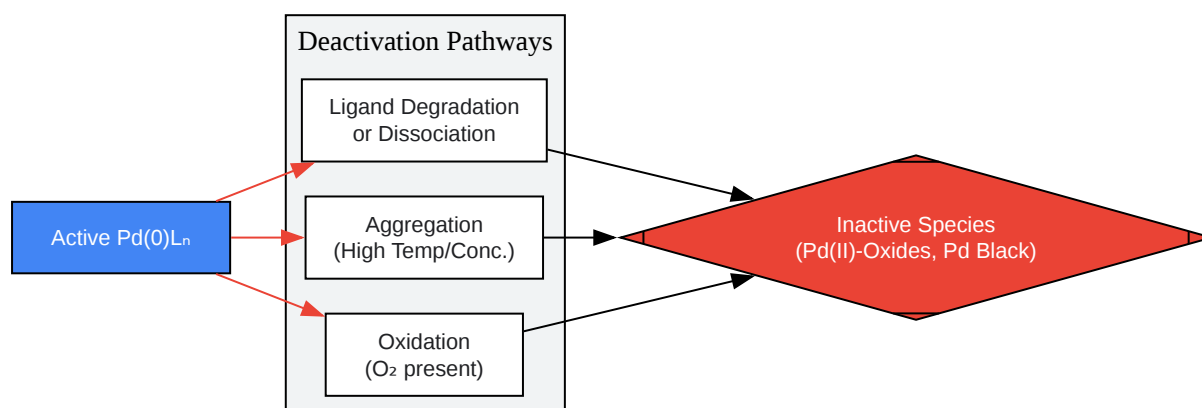 Deactivation Pathways
Ligand Degradation
or Dissociation
Active Pd(0)Lₙ
Aggregation
(High Temp/Conc.)
Inactive Species
(Pd(II)-Oxides, Pd Black)
Oxidation
(O₂ present)